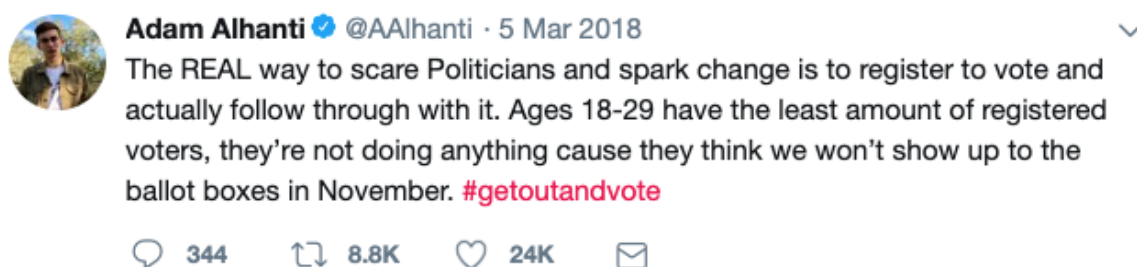 Adam Alhanti @AAlhanti · 5 Mar 2018
The REAL way to scare Politicians and spark change is to register to vote and
actually follow through with it. Ages 18-29 have the least amount of registered
voters, they’re not doing anything cause they think we won’t show up to the
ballot boxes in November. #getoutandvote
344 8.8K 24K